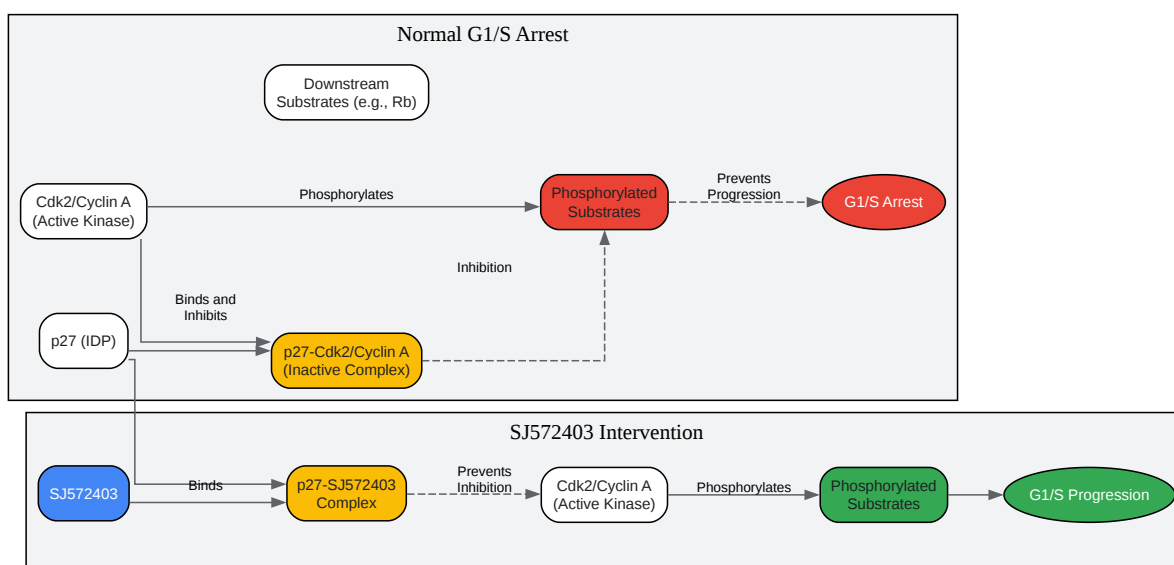 Normal G1/S Arrest
Downstream
Substrates (e.g., Rb)
Cdk2/Cyclin A
(Active Kinase)
Phosphorylates
Phosphorylated
Substrates
Prevents
Progression
G1/S Arrest
Inhibition
Binds and
Inhibits
p27 (IDP)
p27-Cdk2/Cyclin A
(Inactive Complex)
SJ572403 Intervention
SJ572403
Binds
p27-SJ572403
Complex
Prevents
Inhibition
Cdk2/Cyclin A
(Active Kinase)
Phosphorylates
Phosphorylated
Substrates
G1/S Progression